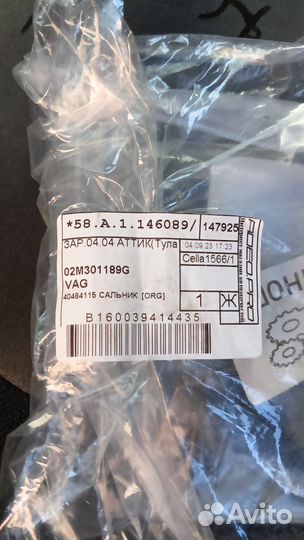 *58.A.1.146089/
147925
ЗАР.04.04 АТТИК(Тула
04.09.23 17:23
Cella1566/1
02M301189G
VAG
40484115 САЛЬНИК [ORG]
1
Ж
B160039414435
Avito